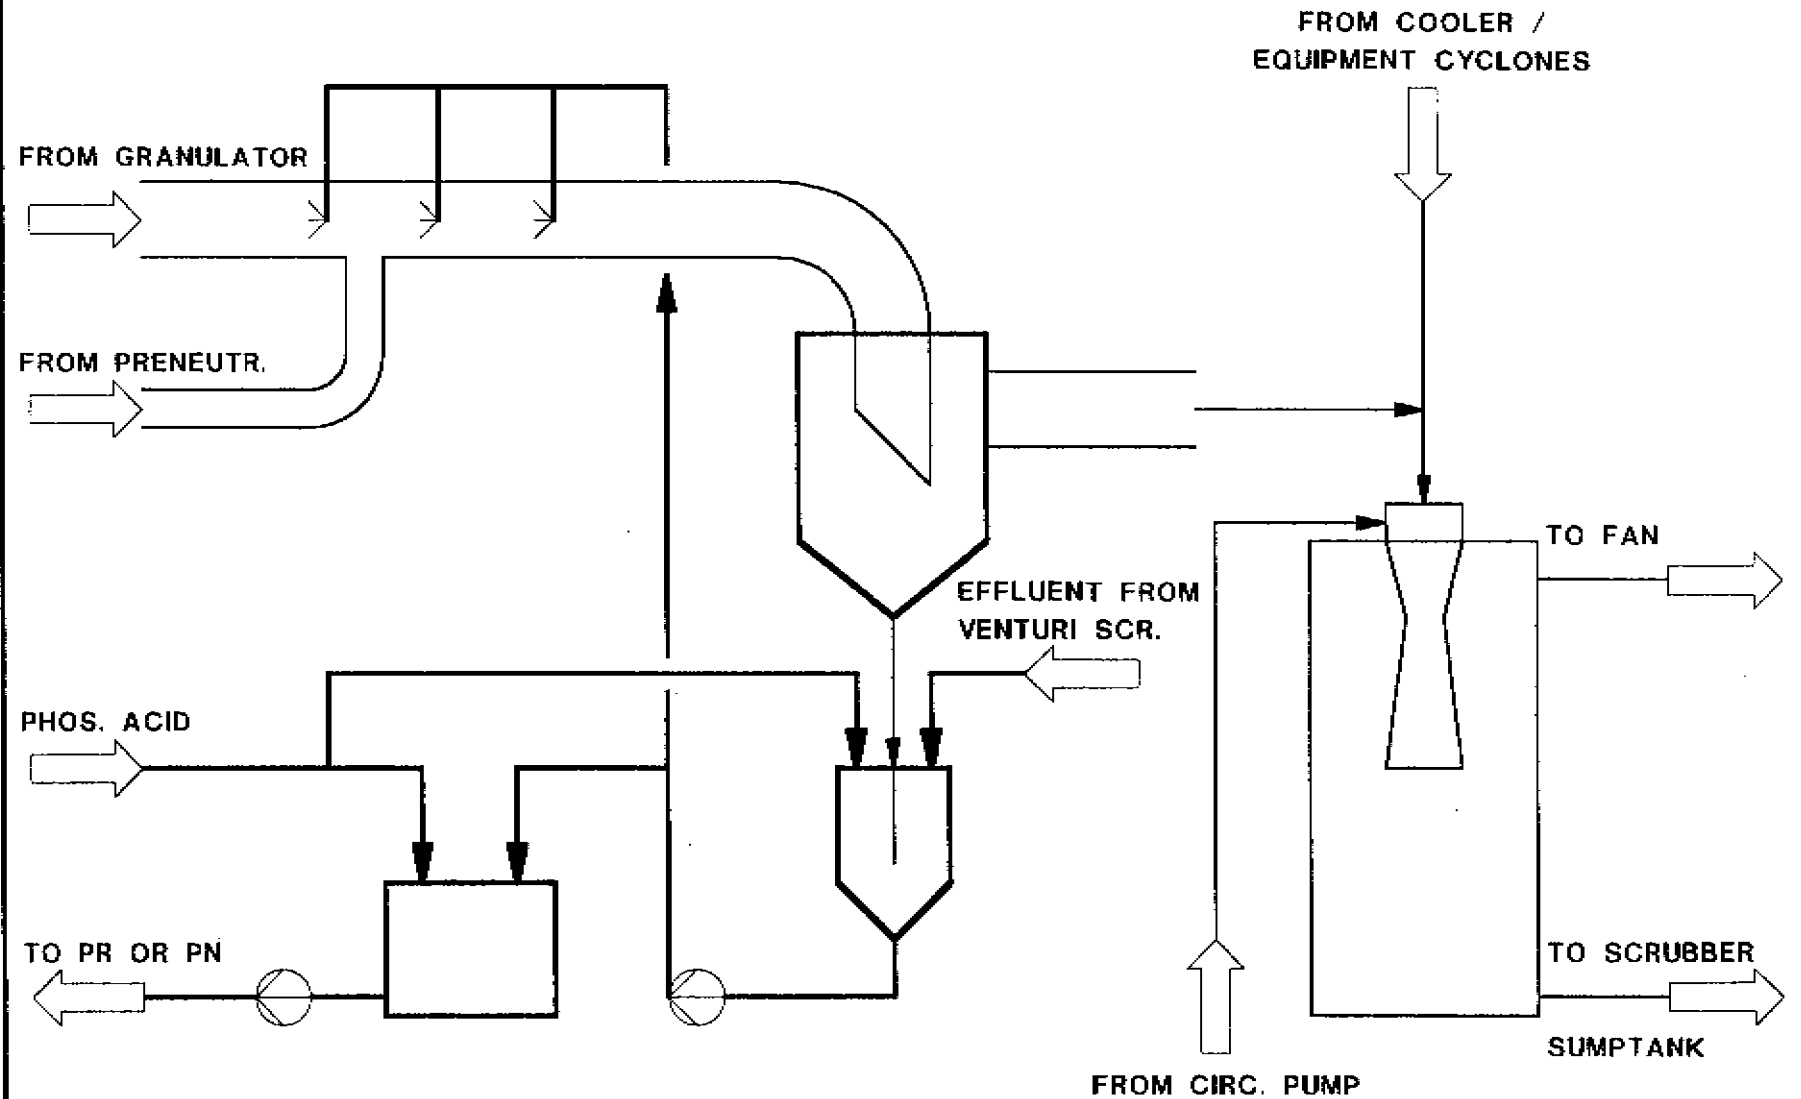 FROM COOLER /
EQUIPMENT CYCLONES
FROM GRANULATOR
FROM PRENEUTR.
TO FAN
EFFLUENT FROM
VENTURI SCR.
PHOS. ACID
TO PR OR PN
TO SCRUBBER
SUMPTANK
FROM CIRC. PUMP